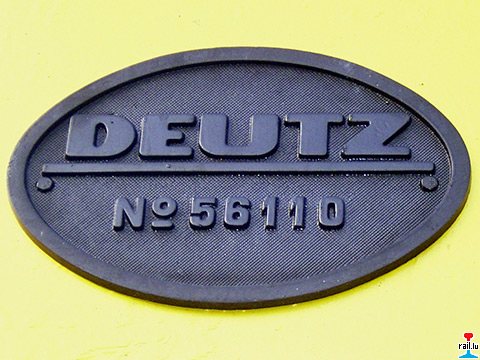 DEUTZ
Nº 56110
rail.lu